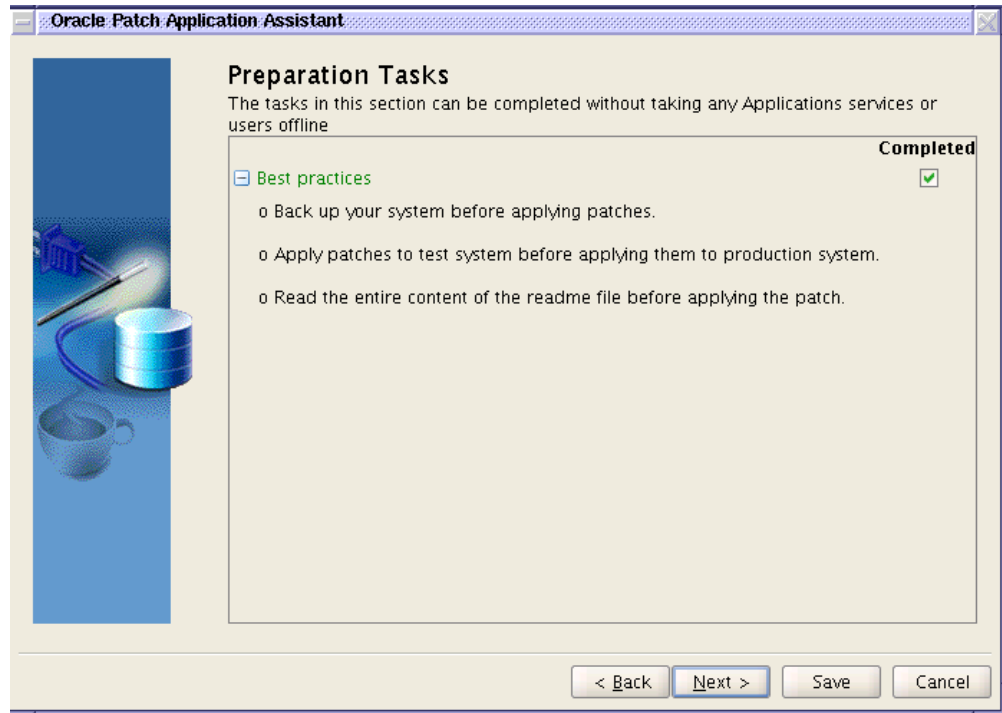 Oracle Patch Application Assistant
Preparation Tasks
The tasks in this section can be completed without taking any Applications services or
users offline
Completed
Best practices
o Back up your system before applying patches.
o Apply patches to test system before applying them to production system.
o Read the entire content of the readme file before applying the patch.
< Back Next > Save Cancel